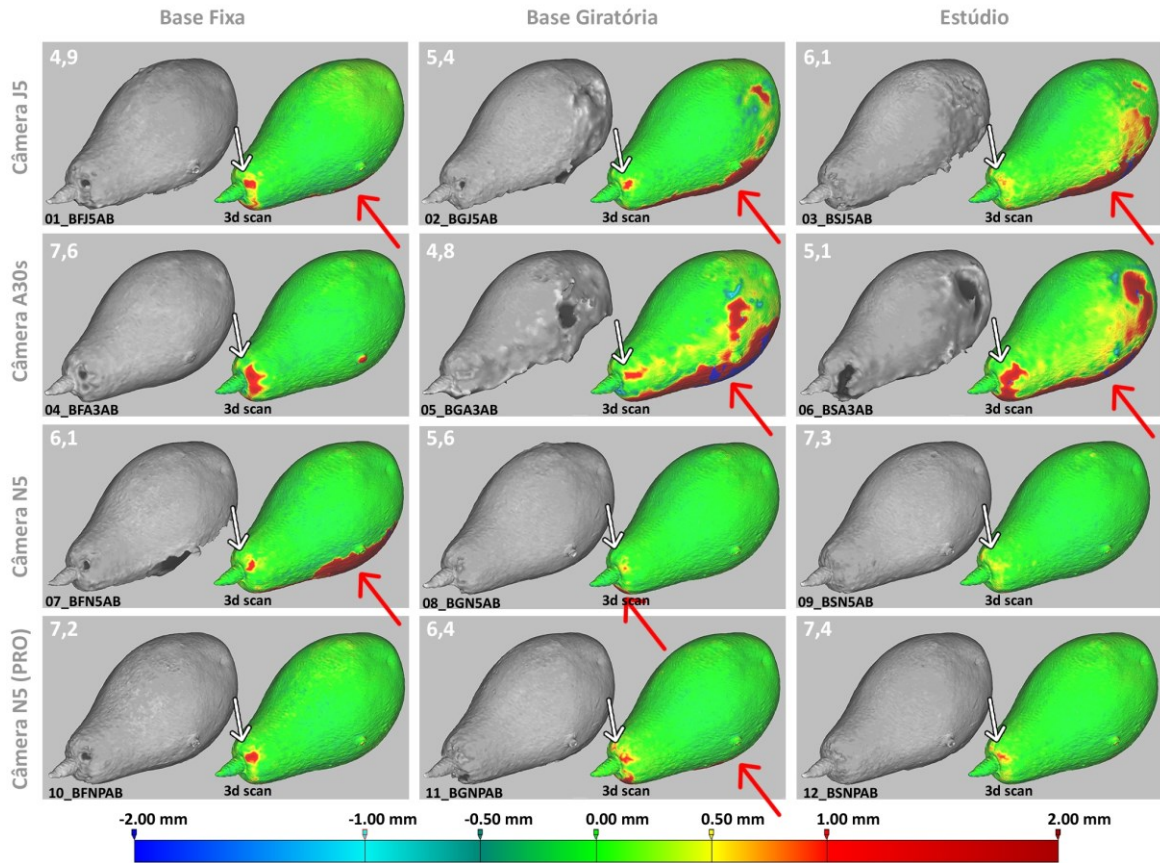 Base Fixa Base Giratória Estúdio
Câmera J5
4,9 5,4 6,1
01_BFJ5AB 3d scan 02_BGJ5AB 3d scan 03_BSJ5AB 3d scan
Câmera A30s
7,6 4,8 5,1
04_BFA3AB 3d scan 05_BGA3AB 3d scan 06_BSA3AB 3d scan
Câmera N5
6,1 5,6 7,3
07_BFN5AB 3d scan 08_BGN5AB 3d scan 09_BSN5AB 3d scan
Câmera N5 (PRO)
7,2 6,4 7,4
10_BFNPAB 3d scan 11_BGNPAB 3d scan 12_BSNPAB 3d scan
-2.00 mm -1.00 mm -0.50 mm 0.00 mm 0.50 mm 1.00 mm 2.00 mm